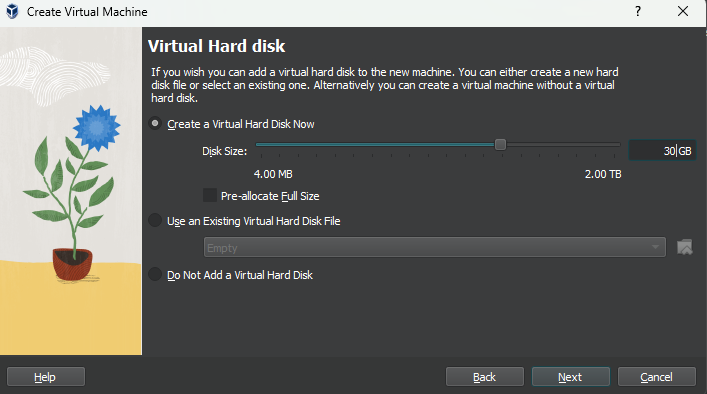 Create Virtual Machine
?
Virtual Hard disk
If you wish you can add a virtual hard disk to the new machine. You can either create a new hard
disk file or select an existing one. Alternatively you can create a virtual machine without a virtual
hard disk.
Create a Virtual Hard Disk Now
Disk Size:
30 GB
4.00 MB
2.00 TB
Pre-allocate Full Size
Use an Existing Virtual Hard Disk File
Empty
Do Not Add a Virtual Hard Disk
Help
Back
Next
Cancel